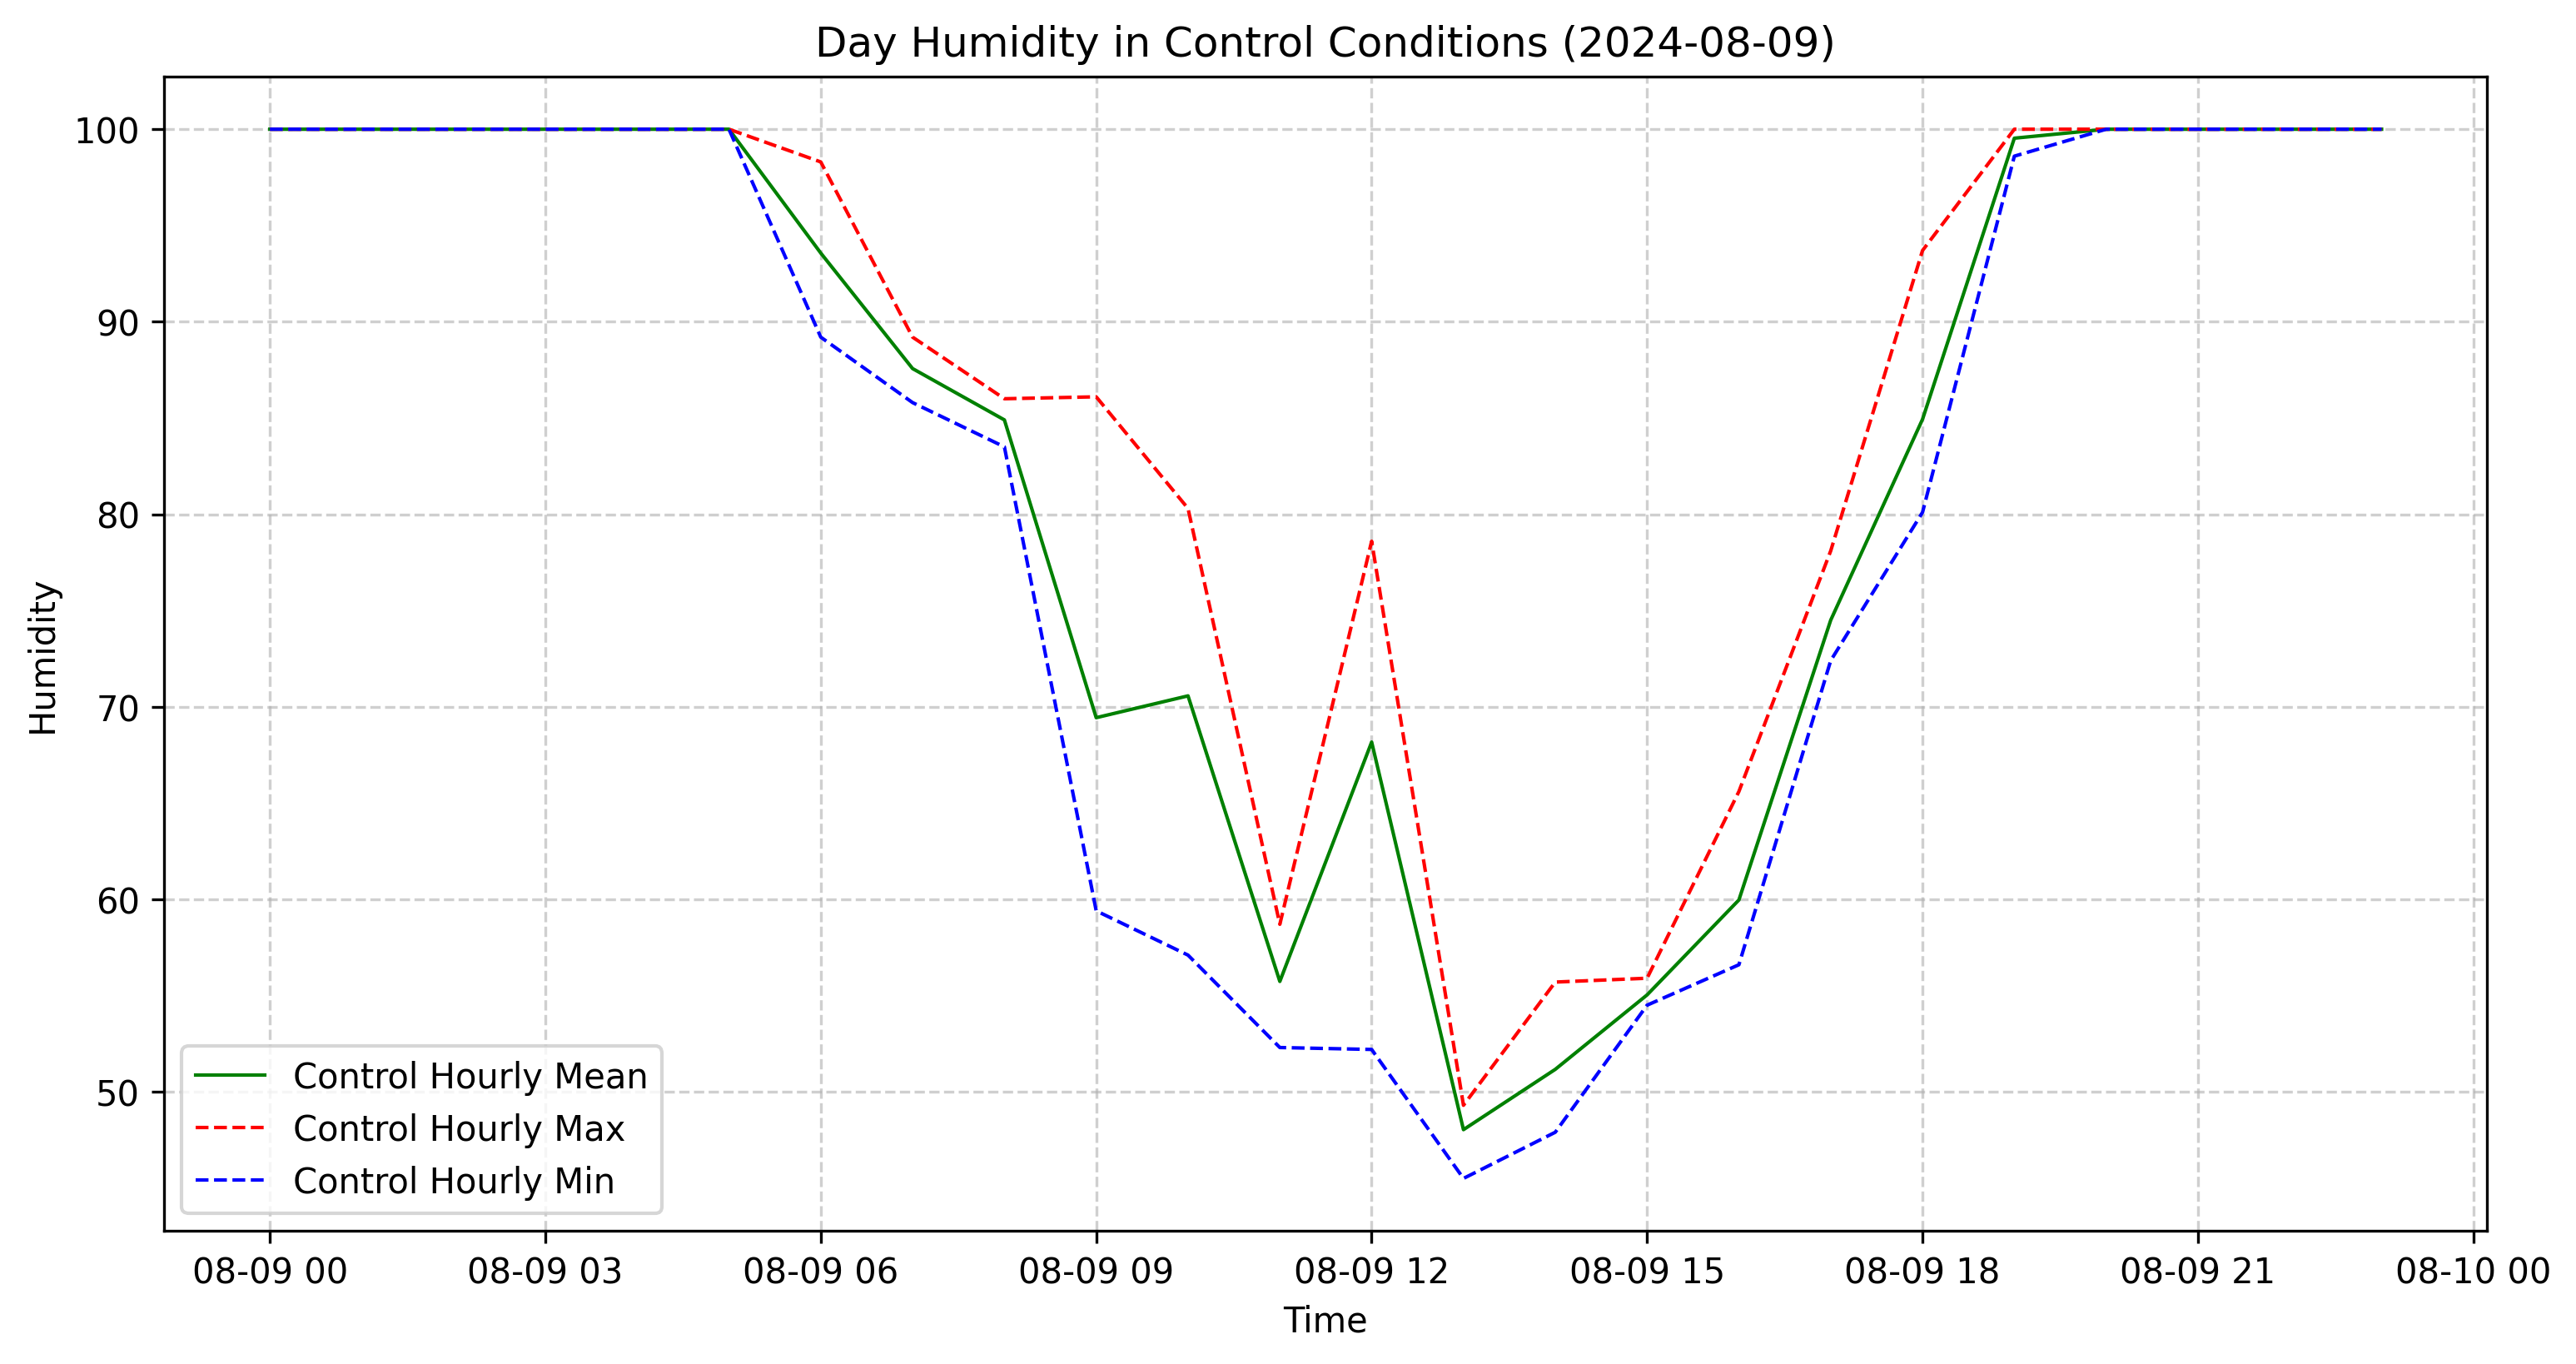 Day Humidity in Control Conditions (2024-08-09)
100
90
80
70
60
50
Humidity
Control Hourly Mean
Control Hourly Max
Control Hourly Min
08-09 00
08-09 03
08-09 06
08-09 09
08-09 12
08-09 15
08-09 18
08-09 21
08-10 00
Time